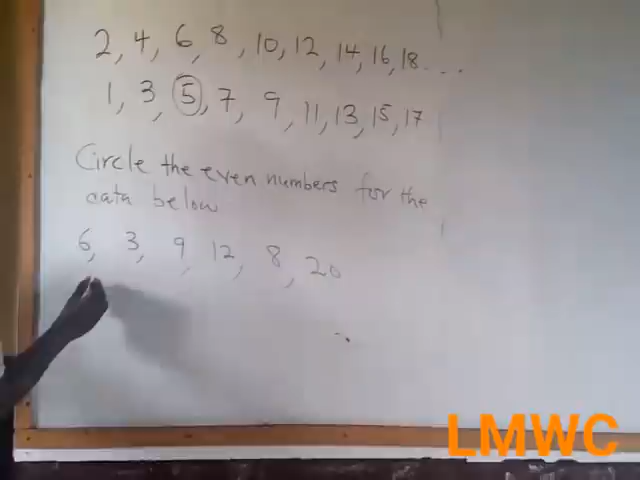 2, 4, 6, 8, 10, 12, 14, 16, 18 ....
1, 3, 5, 7, 9, 11, 13, 15, 17
Circle the even numbers for the
data below
6, 3, 9, 12, 8, 20
LMWC